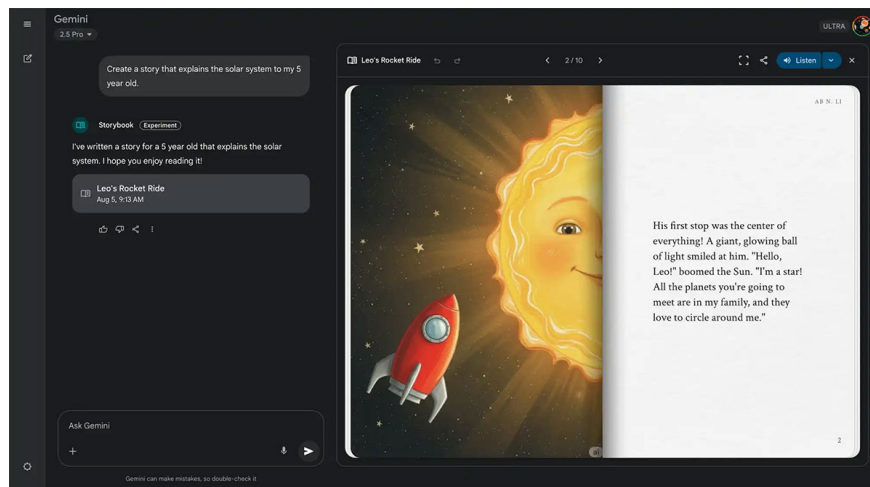 Gemini
2.5 Pro
ULTRA
Create a story that explains the solar system to my 5
year old.
Storybook Experiment
I've written a story for a 5 year old that explains the solar
system. I hope you enjoy reading it!
Leo's Rocket Ride
Aug 5, 9:13 AM
Ask Gemini
Gemini can make mistakes, so double-check it
Leo's Rocket Ride
2 / 10
Listen
His first stop was the center of
everything! A giant, glowing ball
of light smiled at him. "Hello,
Leo!" boomed the Sun. "I'm a star!
All the planets you're going to
meet are in my family, and they
love to circle around me."
2